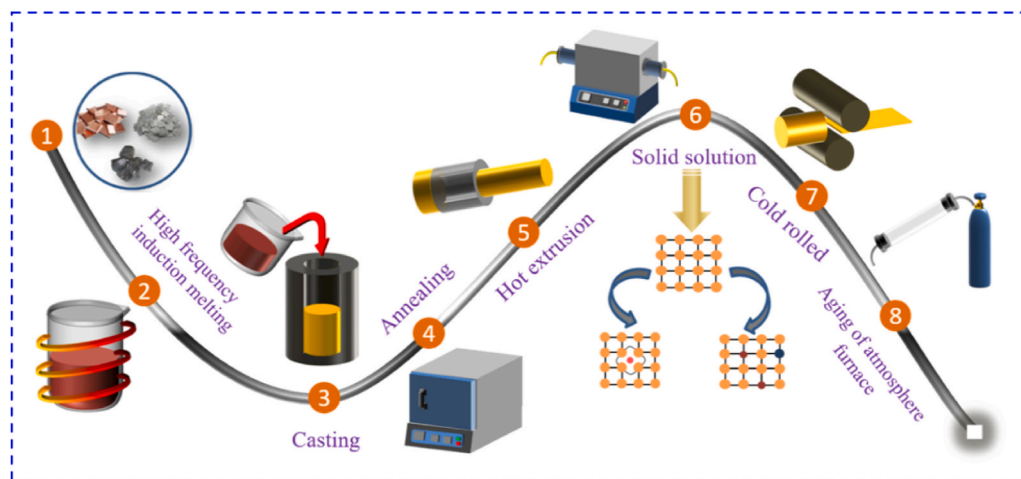 1
2
High frequency
induction melting
3
Casting
4
Annealing
5
Hot extrusion
6
Solid solution
7
Cold rolled
8
Aging of atmosphere
furnace